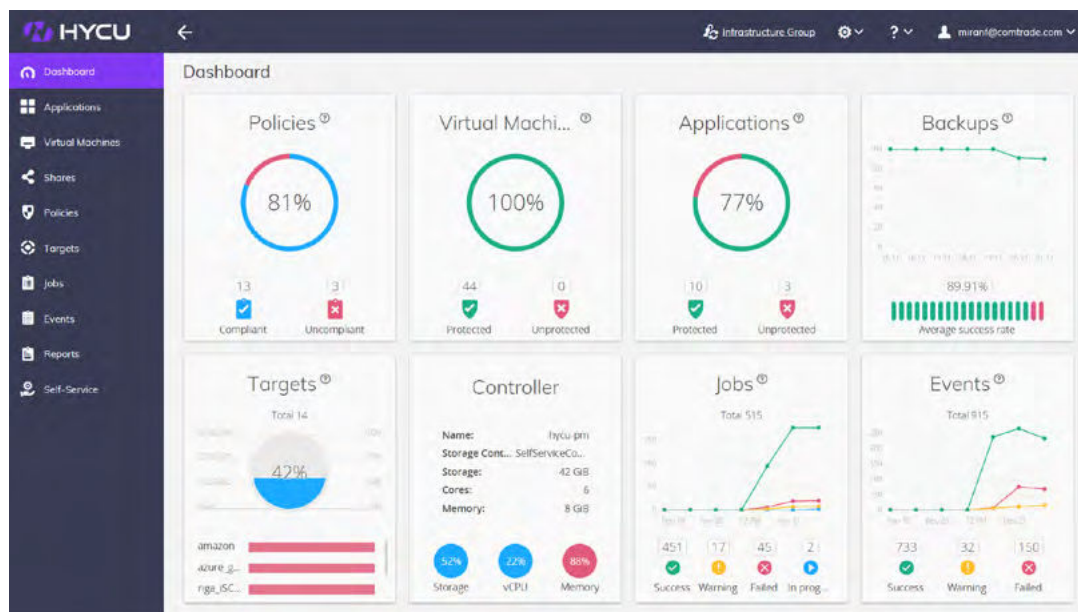 HYCU
Infrastructure Group
?
miranf@comtrade.com
Dashboard
Applications
Virtual Machines
Shares
Policies
Targets
Jobs
Events
Reports
Self-Service
Dashboard
Policies ?
81%
13
3
Compliant
Uncompliant
Virtual Machi... ?
100%
44
0
Protected
Unprotected
Applications ?
77%
10
3
Protected
Unprotected
Backups ?
89.91%
Average success rate
Targets ?
Total 14
42%
amazon
azure_g...
nga_iSC...
Controller
Name: hycu-pm
Storage Cont... SelfServiceCo...
Storage: 42 GiB
Cores: 6
Memory: 8 GiB
52%
22%
88%
Storage
vCPU
Memory
Jobs ?
Total 515
451
17
45
2
Success
Warning
Failed
In prog...
Events ?
Total 915
733
32
150
Success
Warning
Failed